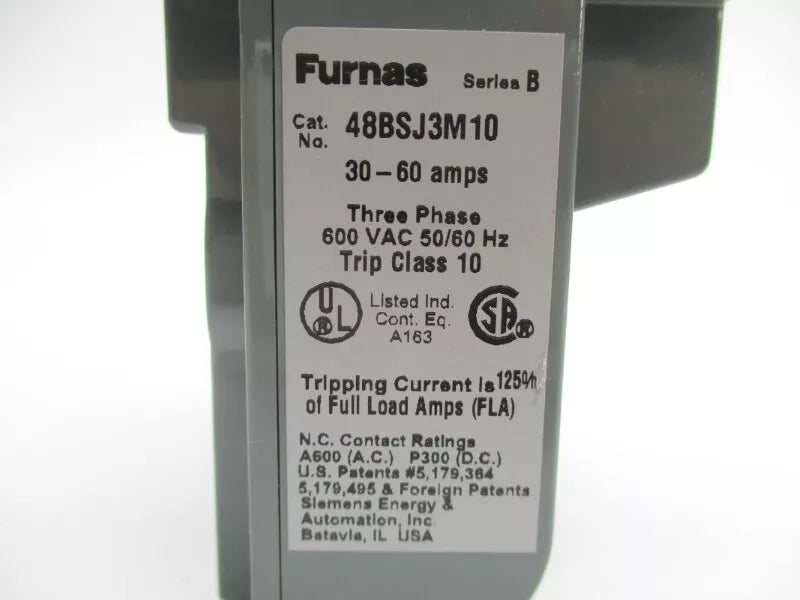 Furnas Series B
Cat. No. 48BSJ3M10
30-60 amps
Three Phase
600 VAC 50/60 Hz
Trip Class 10
UL ® Listed Ind. Cont. Eq. A163 SA ®
Tripping Current is 125%
of Full Load Amps (FLA)
N.C. Contact Ratings
A600 (A.C.) P300 (D.C.)
U.S. Patents #5,179,364
5,179,495 & Foreign Patents
Siemens Energy &
Automation, Inc.
Batavia, IL USA